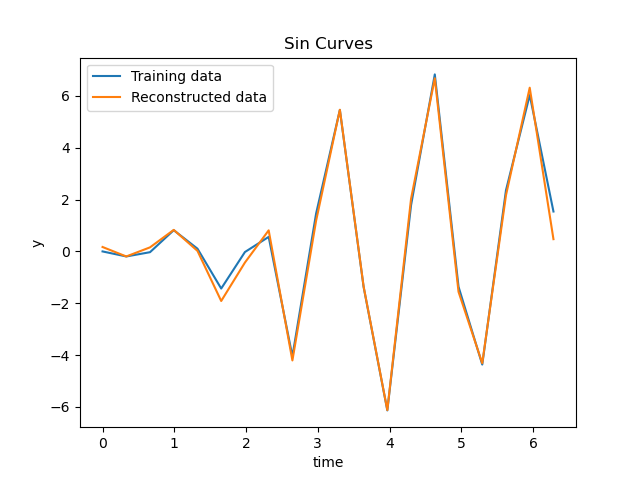 Sin Curves
Training data
Reconstructed data
6
4
2
0
−2
−4
−6
y
0 1 2 3 4 5 6
time